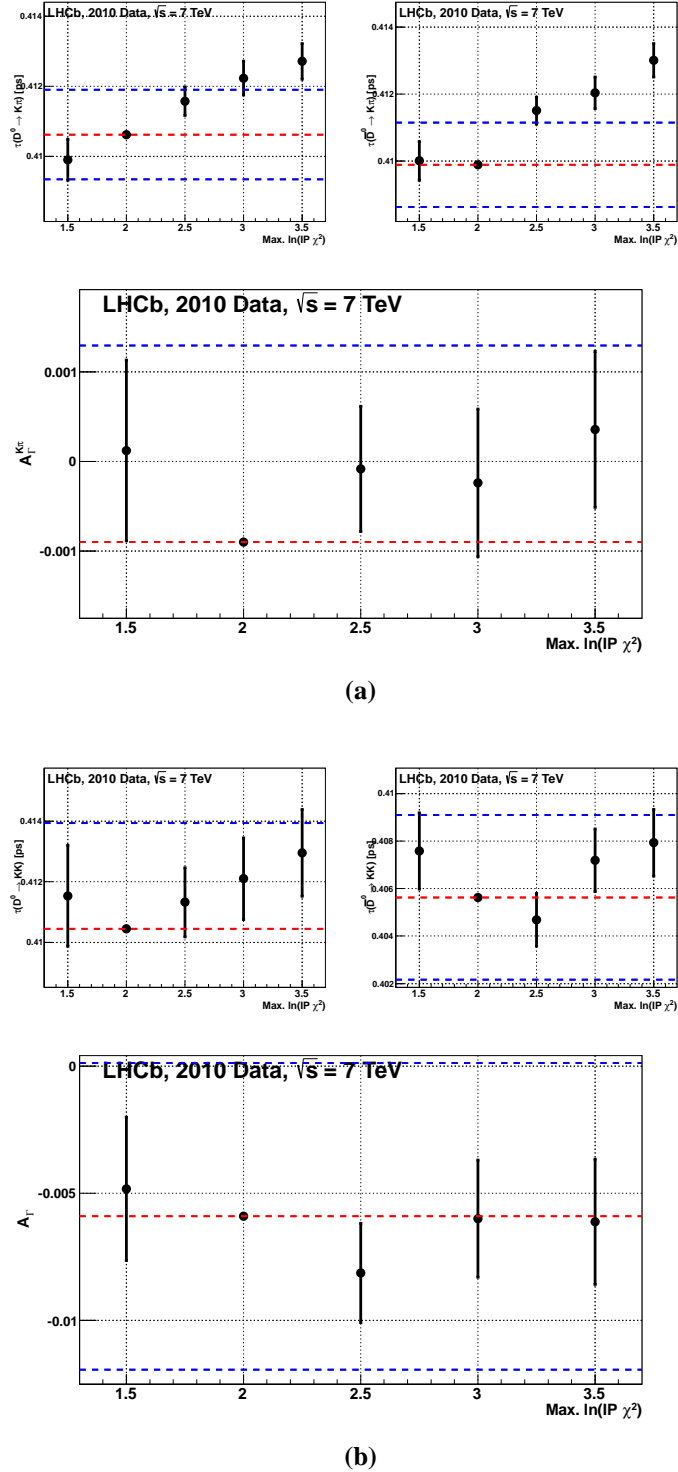 LHCb, 2010 Data, √s = 7 TeV
τ(D⁰ → Kπ) [ps]
0.414
0.412
0.41
1.5 2 2.5 3 3.5
Max. ln(IP χ²)
LHCb, 2010 Data, √s = 7 TeV
τ(D̅⁰ → Kπ) [ps]
0.414
0.412
0.41
1.5 2 2.5 3 3.5
Max. ln(IP χ²)
LHCb, 2010 Data, √s = 7 TeV
A_Γ^Kπ
0.001
0
-0.001
1.5 2 2.5 3 3.5
Max. ln(IP χ²)
(a)
LHCb, 2010 Data, √s = 7 TeV
τ(D⁰ → KK) [ps]
0.414
0.412
0.41
1.5 2 2.5 3 3.5
Max. ln(IP χ²)
LHCb, 2010 Data, √s = 7 TeV
τ(D̅⁰ → KK) [ps]
0.41
0.408
0.406
0.404
0.402
1.5 2 2.5 3 3.5
Max. ln(IP χ²)
LHCb, 2010 Data, √s = 7 TeV
A_Γ
0
-0.005
-0.01
1.5 2 2.5 3 3.5
Max. ln(IP χ²)
(b)